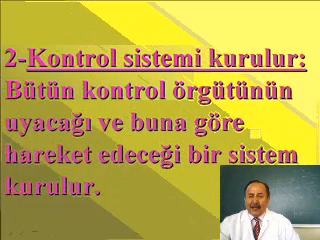 2-Kontrol sistemi kurulur:
Bütün kontrol örgütünün
uyacağı ve buna göre
hareket edeceği bir sistem
kurulur.